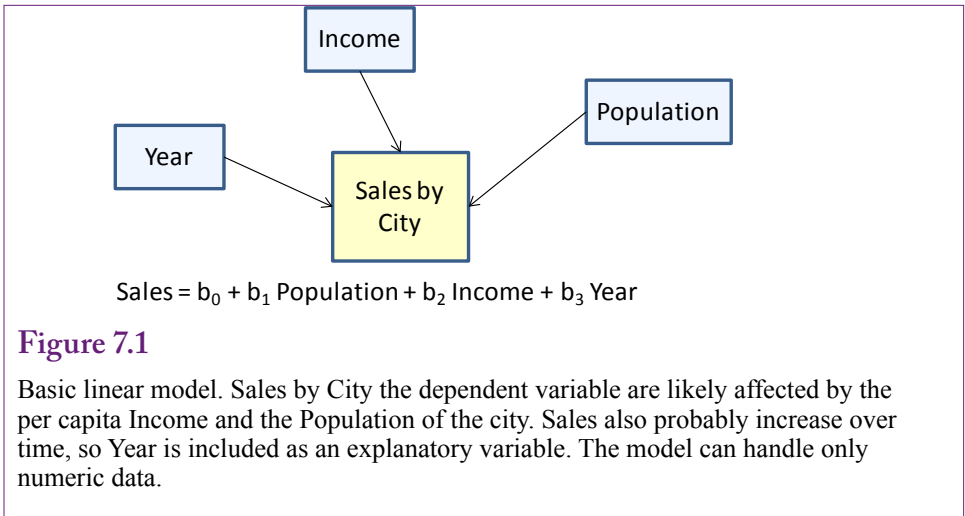 Income
Population
Year
Sales by
City
Sales = b₀ + b₁ Population + b₂ Income + b₃ Year
Figure 7.1
Basic linear model. Sales by City the dependent variable are likely affected by the
per capita Income and the Population of the city. Sales also probably increase over
time, so Year is included as an explanatory variable. The model can handle only
numeric data.